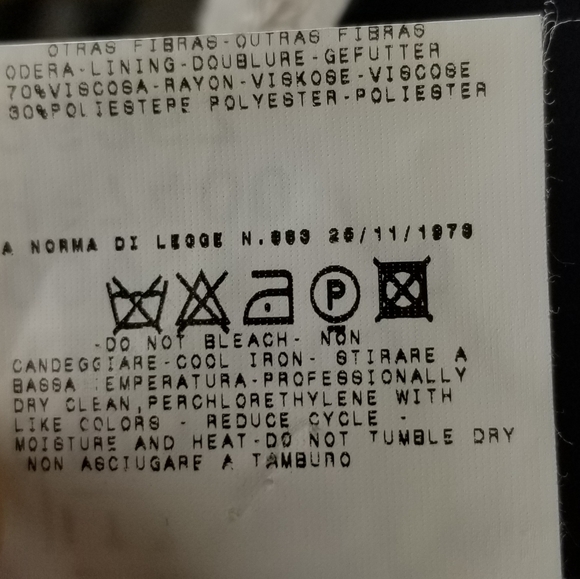 OTRAS FIBRAS-OUTRAS FIBRAS
ODERA-LINING-DOUBLURE-GEFUTTER
70%VISCOSA-RAYON-VISKOSE-VISCOSE
30%POLIESTEPE POLYESTER-POLIESTER
A NORMA DI LEGGE N.883 26/11/1973
P
-DO NOT BLEACH- NON
CANDEGGIARE-COOL IRON- STIRARE A
BASSA :EMPERATURA-PROFESSIONALLY
DRY CLEAN,PERCHLORETHYLENE WITH
LIKE COLORS - REDUCE CYCLE -
MOISTURE AND HEAT-DO NOT TUMBLE DRY
NON ASCIUGARE A TAMBURO